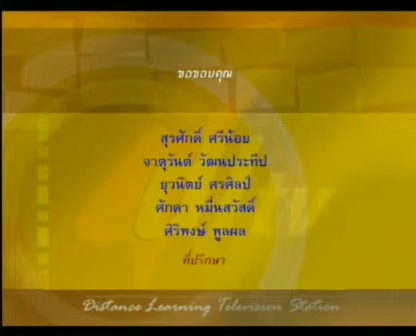 ขอขอบคุณ
สุรศักดิ์ ศรีน้อย
จาตุรันต์ วัฒนประทีป
ยุวนิตย์ ศรศิลป์
ศักดา หมื่นสวัสดิ์
ศิริพงษ์ พูลผล
ที่ปรึกษา
Distance Learning Television Station